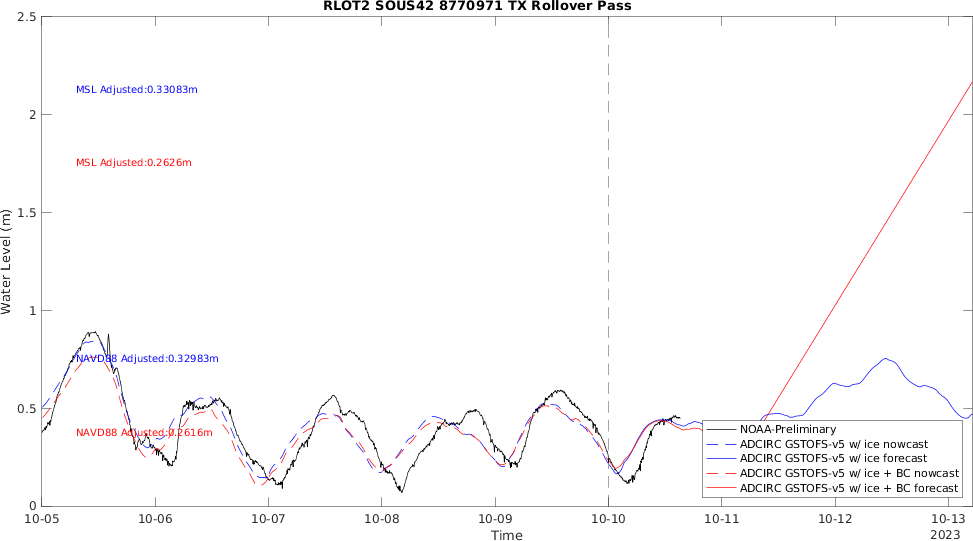 RLOT2 SOUS42 8770971 TX Rollover Pass
2.5
MSL Adjusted:0.33083m
2
MSL Adjusted:0.2626m
1.5
Water Level (m)
1
NAVD88 Adjusted:0.32983m
0.5
NAVD88 Adjusted:0.2616m
NOAA-Preliminary
ADCIRC GSTOFS-v5 w/ ice nowcast
ADCIRC GSTOFS-v5 w/ ice forecast
ADCIRC GSTOFS-v5 w/ ice + BC nowcast
ADCIRC GSTOFS-v5 w/ ice + BC forecast
0
10-05 10-06 10-07 10-08 10-09 10-10 10-11 10-12 10-13
Time 2023